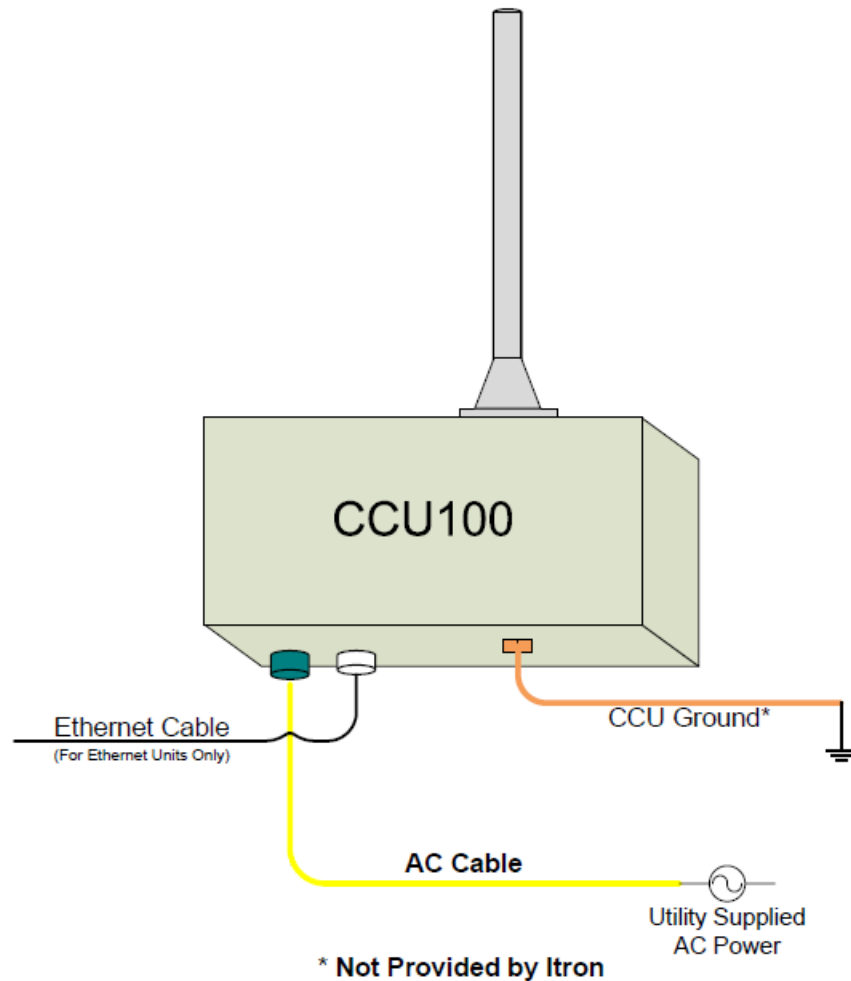 CCU100
CCU Ground*
Ethernet Cable
(For Ethernet Units Only)
AC Cable
Utility Supplied
AC Power
* Not Provided by Itron